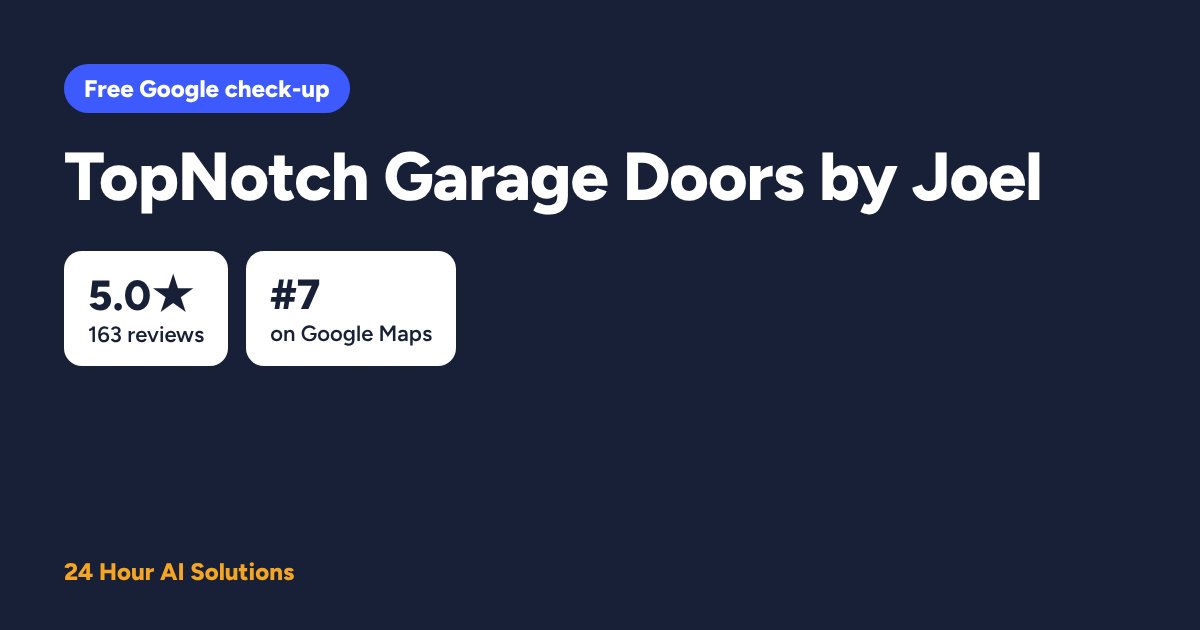 Free Google check-up
TopNotch Garage Doors by Joel
5.0★
163 reviews
#7
on Google Maps
24 Hour AI Solutions